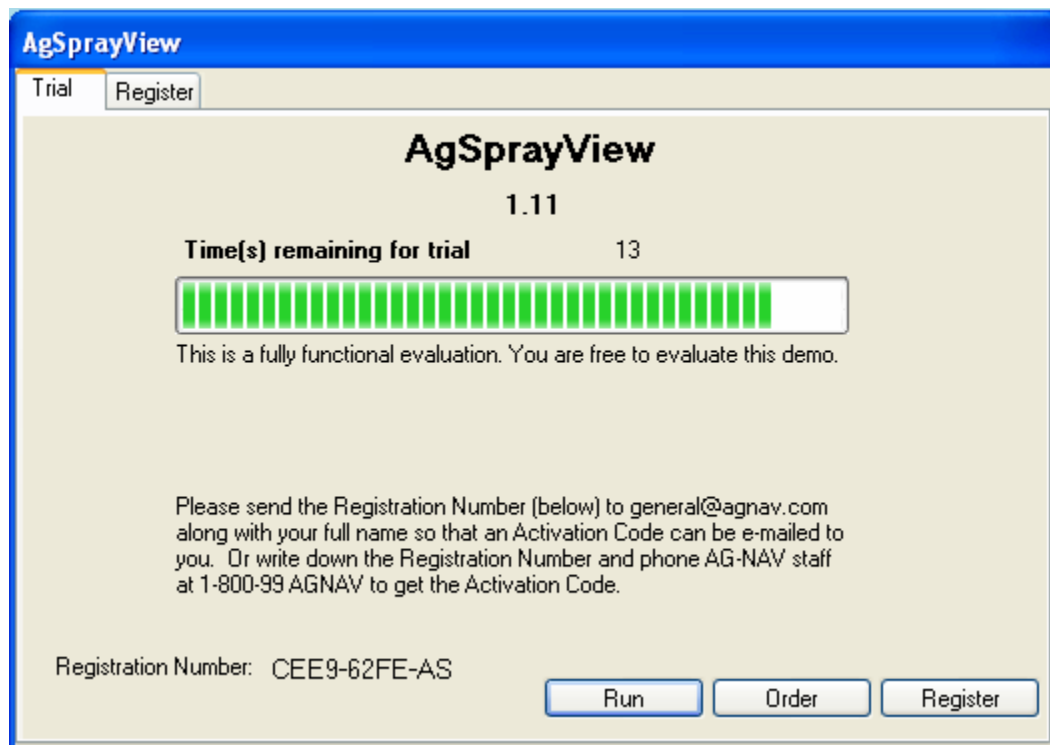 AgSprayView
Trial Register
AgSprayView
1.11
Time(s) remaining for trial 13
This is a fully functional evaluation. You are free to evaluate this demo.
Please send the Registration Number (below) to general@agnav.com
along with your full name so that an Activation Code can be e-mailed to
you. Or write down the Registration Number and phone AG-NAV staff
at 1-800-99 AGNAV to get the Activation Code.
Registration Number: CEE9-62FE-AS
Run Order Register